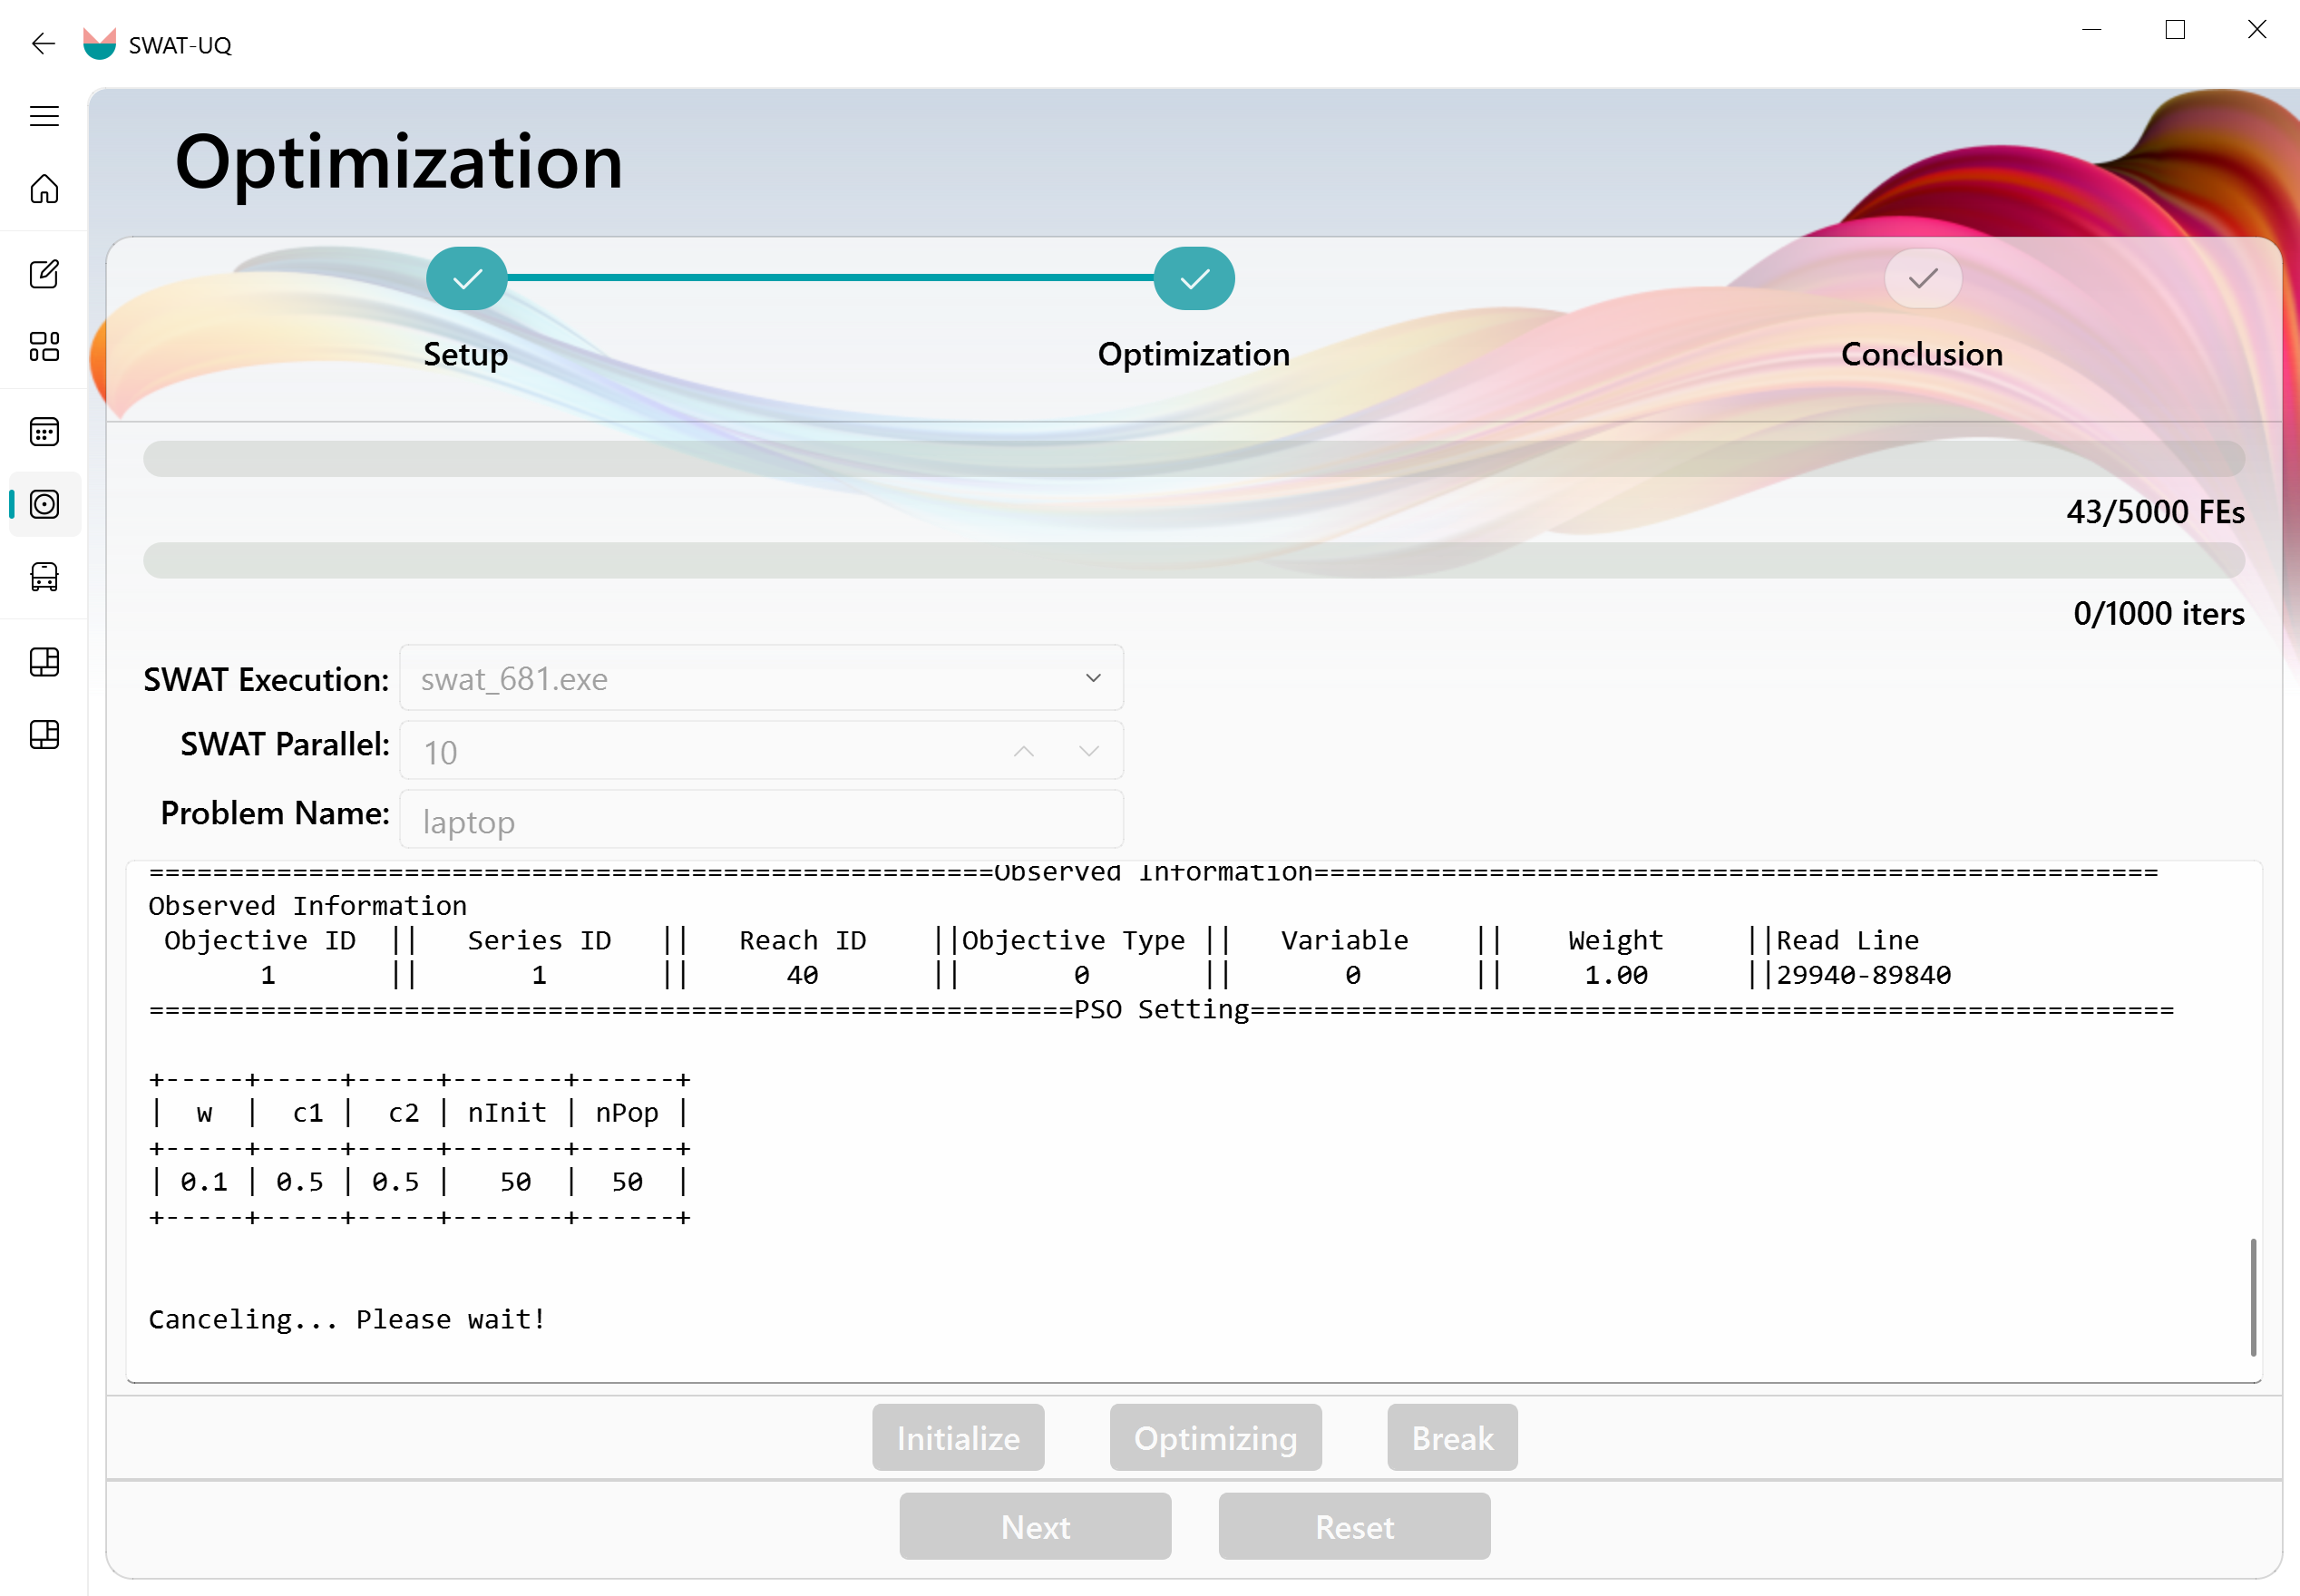 SWAT-UQ
Optimization
Setup
Optimization
Conclusion
43/5000 FEs
0/1000 iters
SWAT Execution: swat_681.exe
SWAT Parallel: 10
Problem Name: laptop
=====================================================Observed Information=====================================================
Observed Information
Objective ID || Series ID || Reach ID ||Objective Type || Variable || Weight ||Read Line
1 || 1 || 40 || 0 || 0 || 1.00 ||29940-89840
==========================================================PSO Setting==========================================================
+-----+-----+-----+-------+------+
| w | c1 | c2 | nInit | nPop |
+-----+-----+-----+-------+------+
| 0.1 | 0.5 | 0.5 | 50 | 50 |
+-----+-----+-----+-------+------+
Canceling... Please wait!
Initialize Optimizing Break
Next Reset